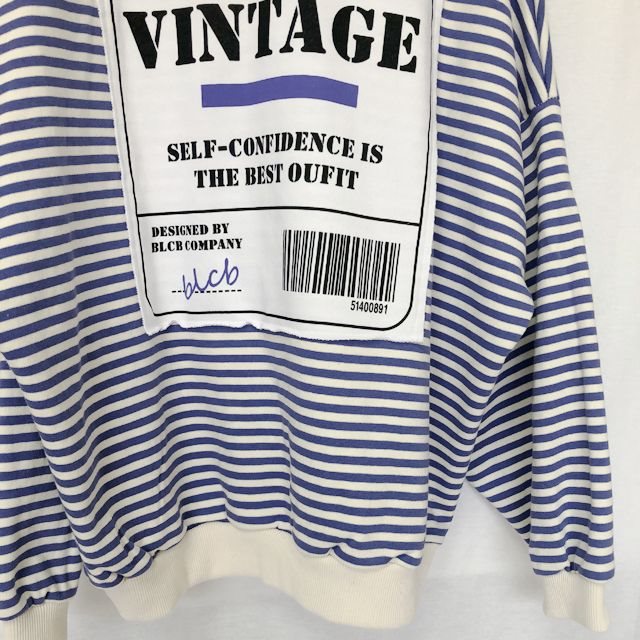 VINTAGE
SELF-CONFIDENCE IS
THE BEST OUFIT
DESIGNED BY
BLCB COMPANY
blcb
51400891